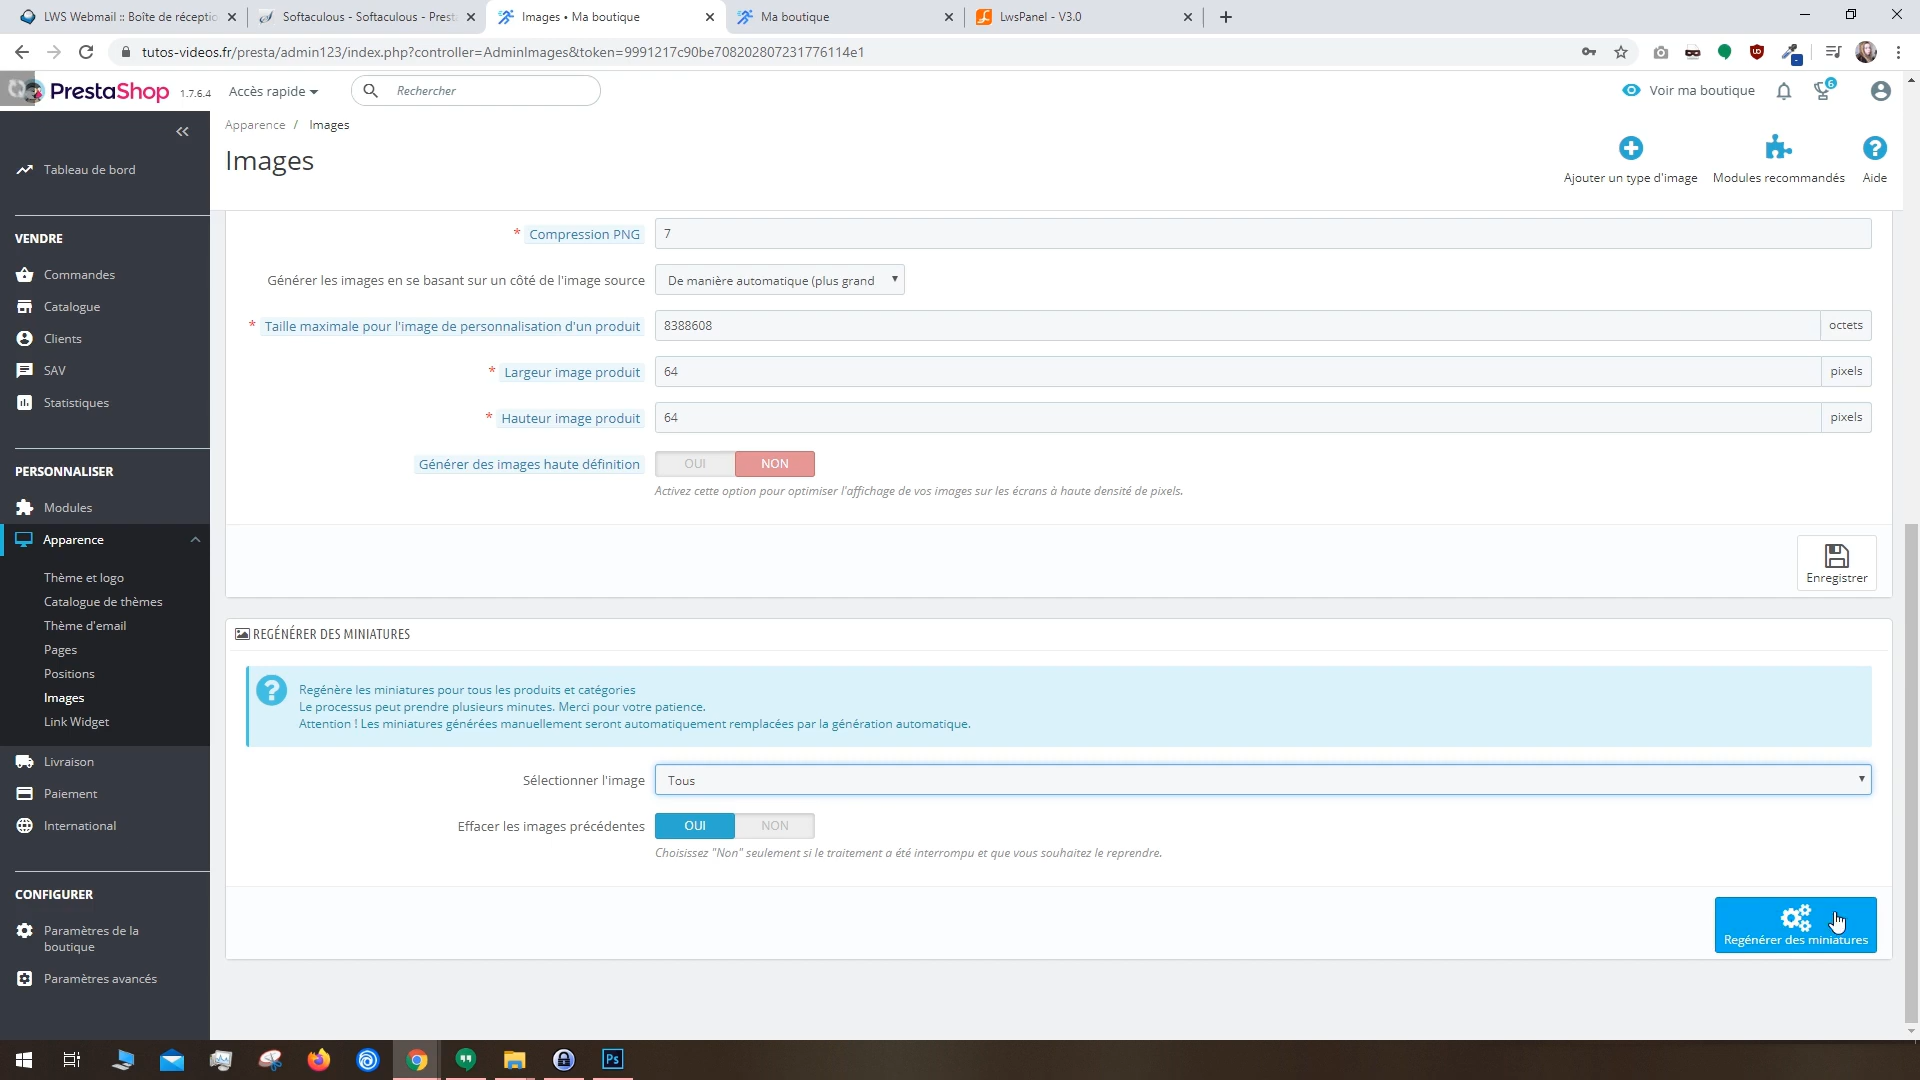 LWS Webmail :: Boîte de réceptio
Softaculous - Softaculous - Presta
Images • Ma boutique
Ma boutique
LwsPanel - V3.0
tutos-videos.fr/presta/admin123/index.php?controller=AdminImages&token=9991217c90be708202807231776114e1
PrestaShop 1.7.6.4
Accès rapide
Rechercher
Voir ma boutique
6
Apparence / Images
Images
Ajouter un type d'image
Modules recommandés
Aide
Tableau de bord
VENDRE
Commandes
Catalogue
Clients
SAV
Statistiques
PERSONNALISER
Modules
Apparence
Thème et logo
Catalogue de thèmes
Thème d'email
Pages
Positions
Images
Link Widget
Livraison
Paiement
International
CONFIGURER
Paramètres de la
boutique
Paramètres avancés
* Compression PNG
7
Générer les images en se basant sur un côté de l'image source
De manière automatique (plus grand
* Taille maximale pour l'image de personnalisation d'un produit
8388608
octets
* Largeur image produit
64
pixels
* Hauteur image produit
64
pixels
Générer des images haute définition
OUI
NON
Activez cette option pour optimiser l'affichage de vos images sur les écrans à haute densité de pixels.
Enregistrer
REGÉNÉRER DES MINIATURES
Regénère les miniatures pour tous les produits et catégories
Le processus peut prendre plusieurs minutes. Merci pour votre patience.
Attention ! Les miniatures générées manuellement seront automatiquement remplacées par la génération automatique.
Sélectionner l'image
Tous
Effacer les images précédentes
OUI
NON
Choisissez "Non" seulement si le traitement a été interrompu et que vous souhaitez le reprendre.
Regénérer des miniatures
Ps